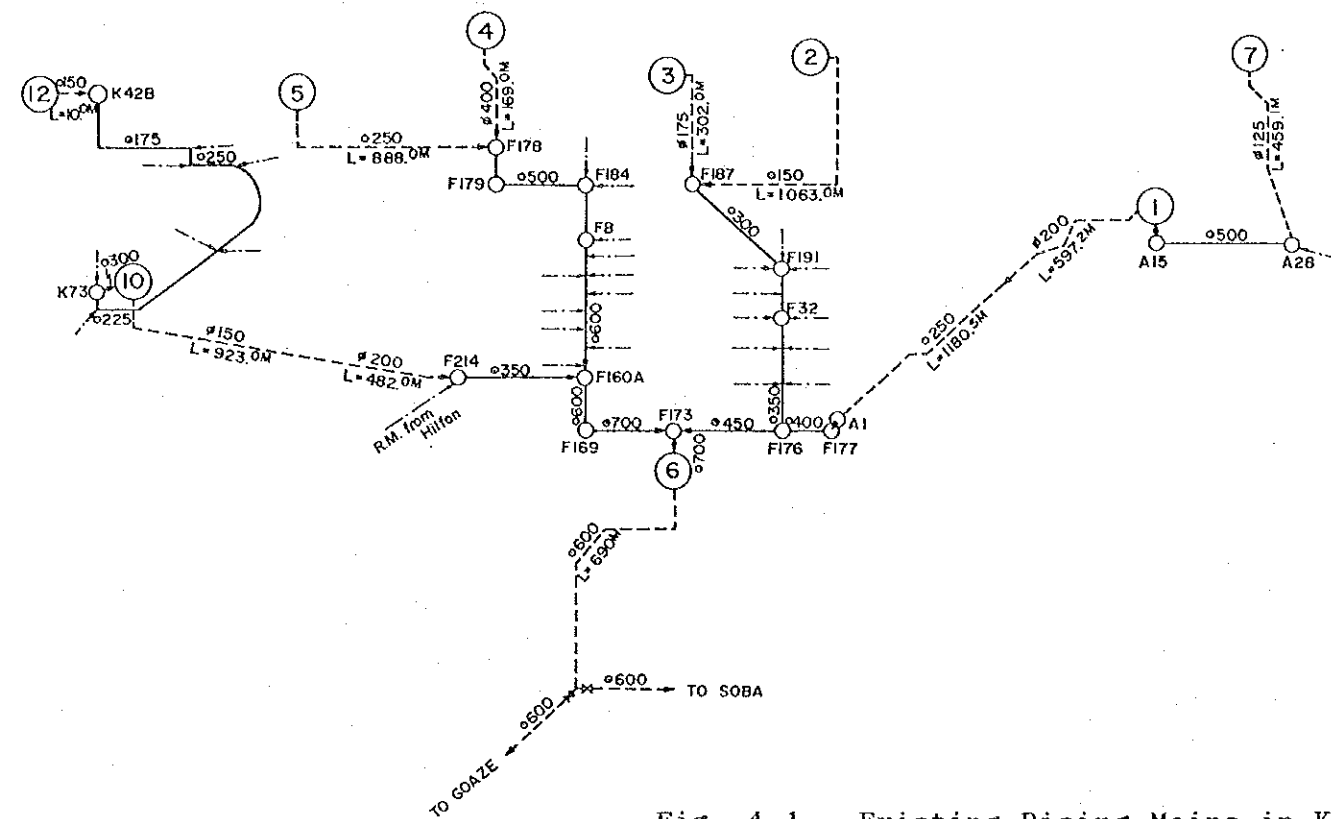 4
2
7
3
12
ø150
K42B
L=10.0M
5
ø400
L=169.0M
ø175
ø250
ø250
L=888.0M
F178
F179
ø500
F184
ø175
L=302.0M
F187
ø150
L=1063.0M
ø125
L=459.1M
1
ø200
L=597.2M
A15
ø500
A28
F8
ø300
F191
F32
ø300
10
K73
ø225
ø150
L=923.0M
ø200
L=482.0M
F214
ø350
ø600
F160A
R.M. from
Hilton
ø600
F169
ø700
F173
ø450
ø350
ø400
F176
F177
A1
ø250
L=1180.5M
6
ø700
ø600
L=690M
ø600
TO SOBA
ø600
TO GOAZE
Fig. 4.1 Existing Rising Mains in K